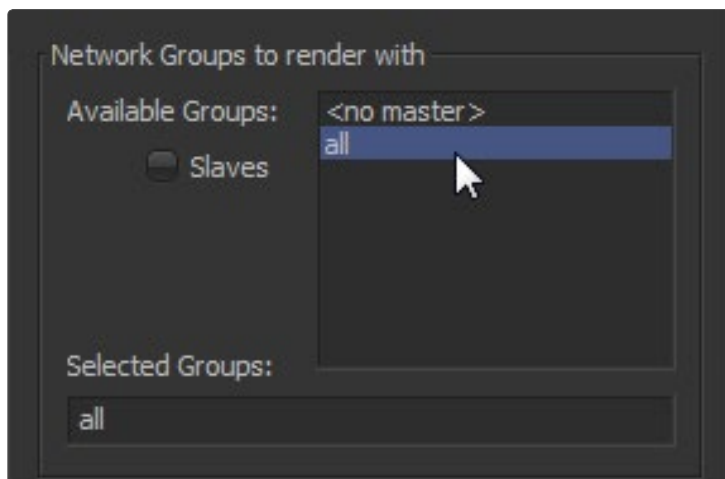 Network Groups to render with
Available Groups:
<no master>
all
Slaves
Selected Groups:
all